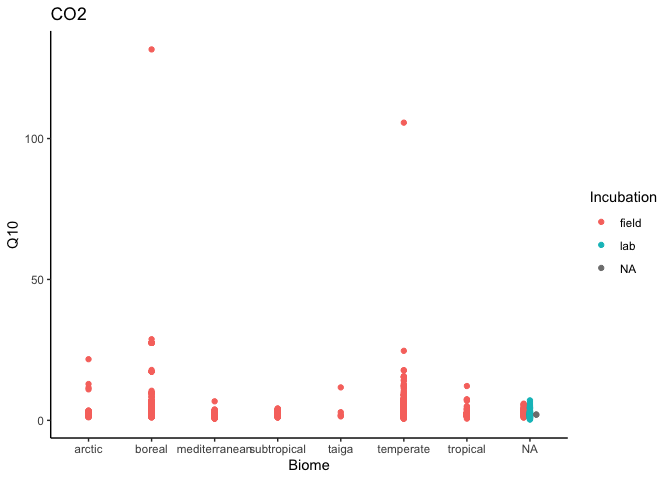 CO2
Q10
100
50
0
arctic boreal mediterranean subtropical taiga temperate tropical NA
Biome
Incubation
field
lab
NA